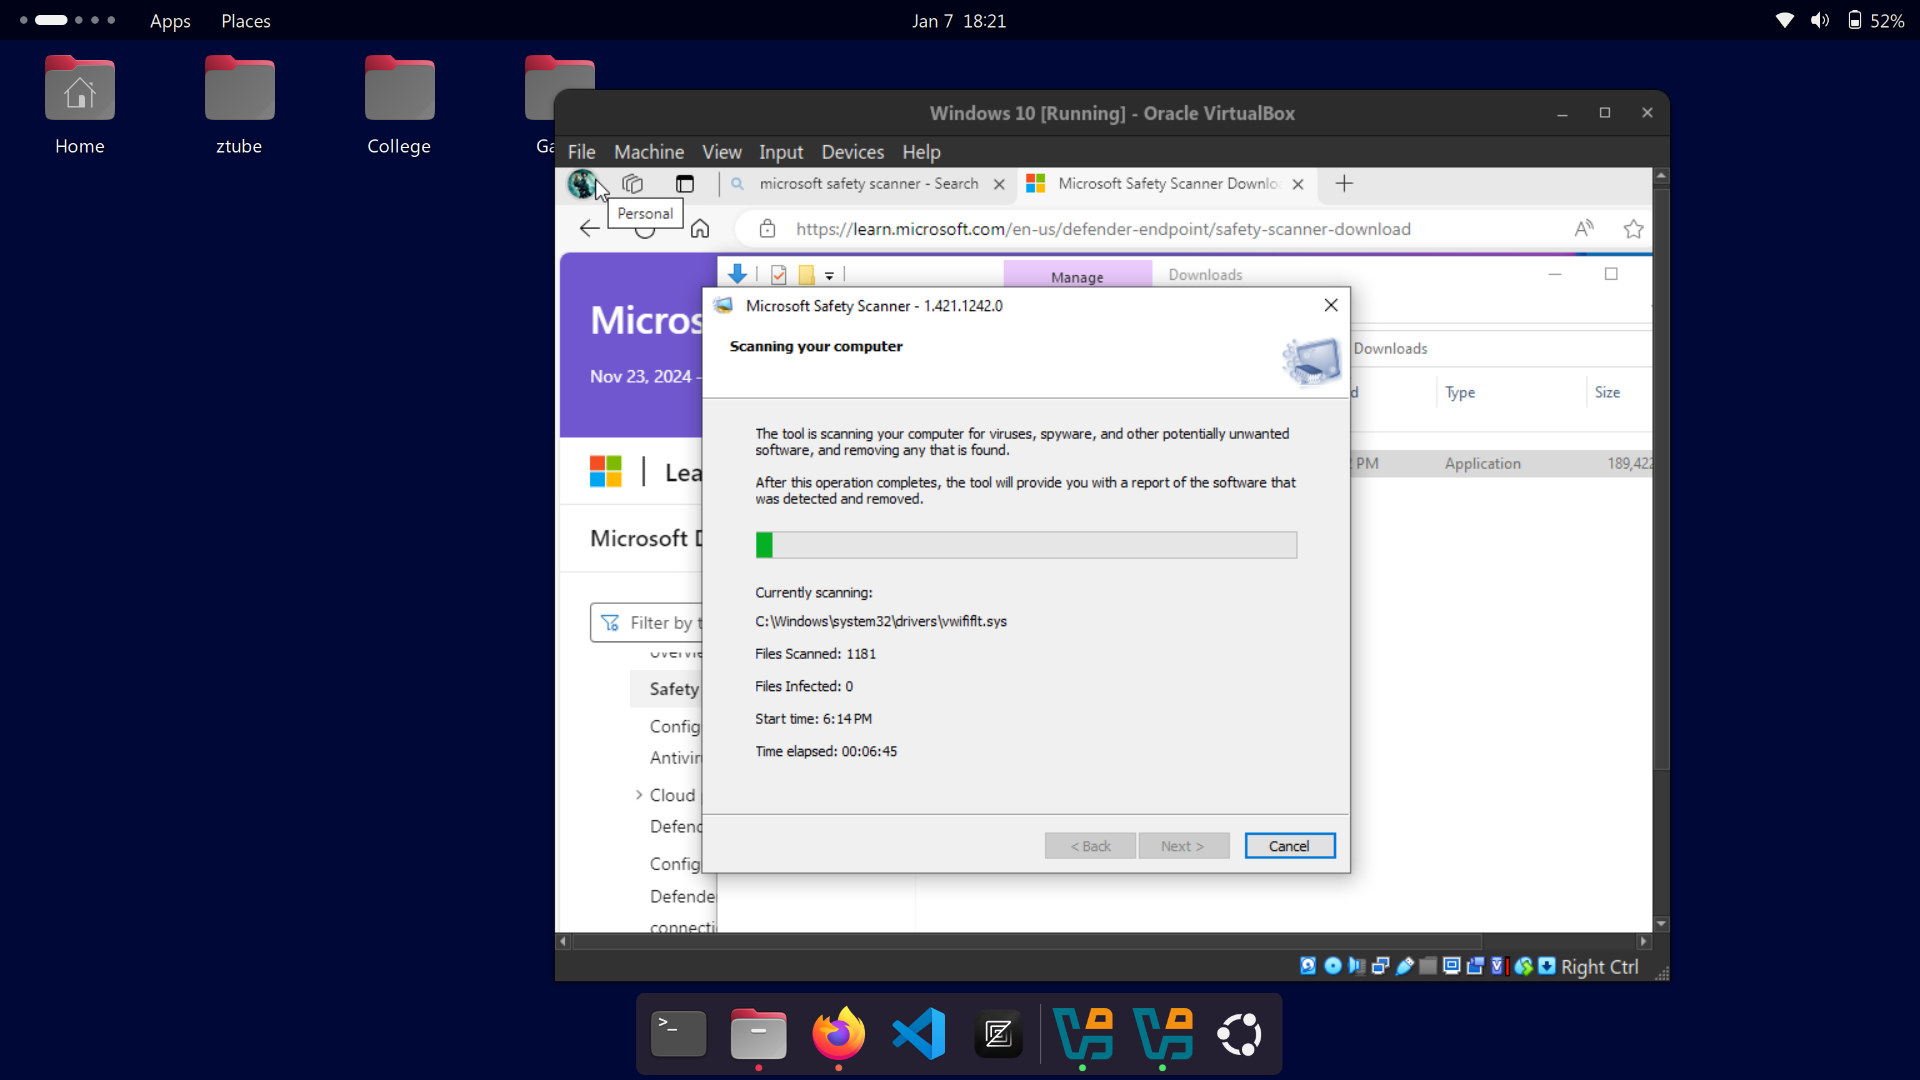 Apps
Places
Jan 7 18:21
52%
Home
ztube
College
Ga
Windows 10 [Running] - Oracle VirtualBox
File
Machine
View
Input
Devices
Help
microsoft safety scanner - Search
Microsoft Safety Scanner Downlo
Personal
https://learn.microsoft.com/en-us/defender-endpoint/safety-scanner-download
Manage
Downloads
Micros
Nov 23, 2024 -
Lea
Microsoft D
Filter by t
Overvie
Safety
Config
Antivir
Cloud
Defend
Config
Defende
connecti
Downloads
d
Type
Size
PM
Application
189,422
Microsoft Safety Scanner - 1.421.1242.0
Scanning your computer
The tool is scanning your computer for viruses, spyware, and other potentially unwanted
software, and removing any that is found.
After this operation completes, the tool will provide you with a report of the software that
was detected and removed.
Currently scanning:
C:\Windows\system32\drivers\vwififlt.sys
Files Scanned: 1181
Files Infected: 0
Start time: 6:14 PM
Time elapsed: 00:06:45
< Back
Next >
Cancel
Right Ctrl